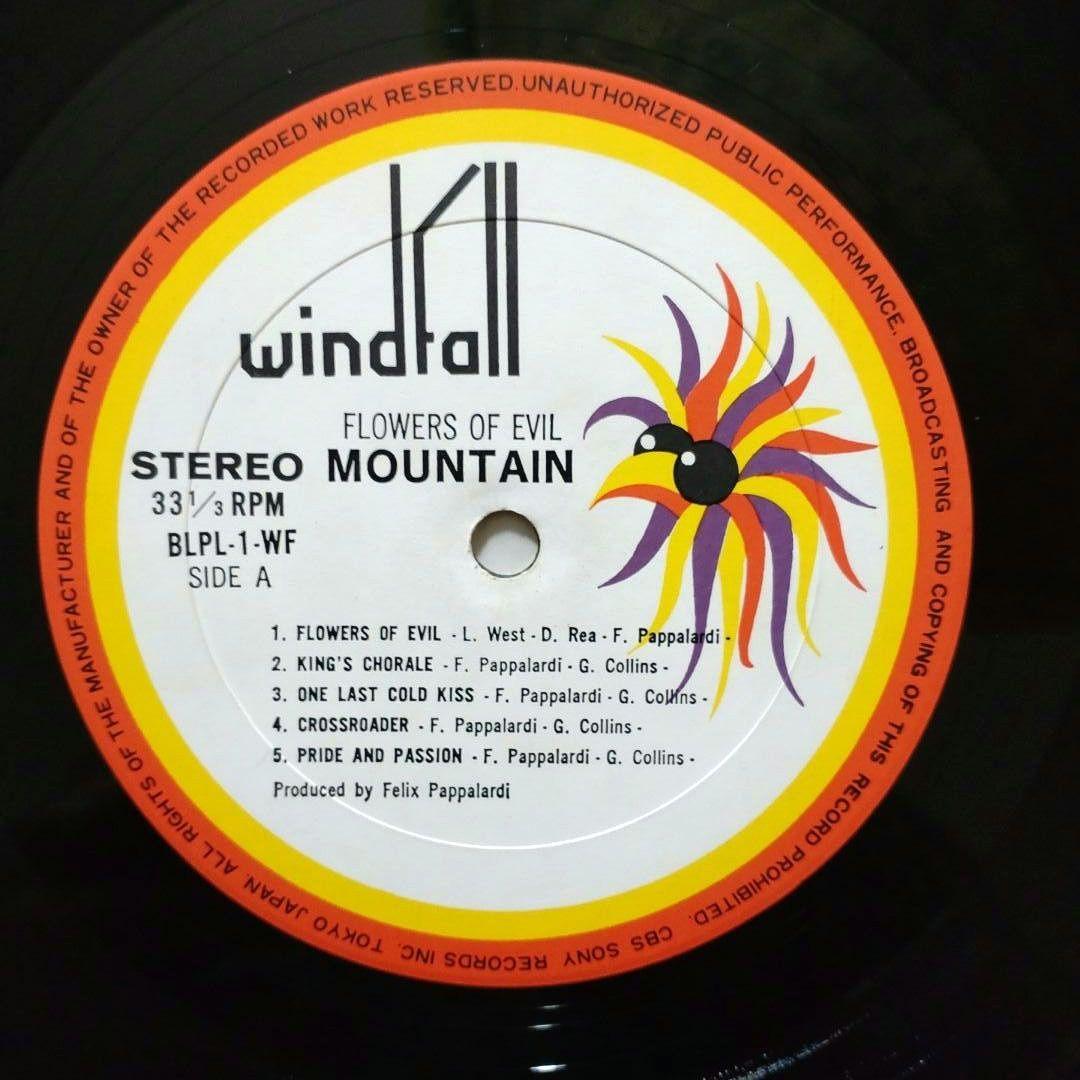 windfall
FLOWERS OF EVIL
STEREO MOUNTAIN
33 1/3 RPM
BLPL-1-WF
SIDE A
1. FLOWERS OF EVIL - L. West - D. Rea - F. Pappalardi -
2. KING'S CHORALE - F. Pappalardi - G. Collins -
3. ONE LAST COLD KISS - F. Pappalardi - G. Collins -
4. CROSSROADER - F. Pappalardi - G. Collins -
5. PRIDE AND PASSION - F. Pappalardi - G. Collins -
Produced by Felix Pappalardi
CBS SONY RECORDS INC. TOKYO JAPAN. ALL RIGHTS OF THE MANUFACTURER AND OF THE OWNER OF THE RECORDED WORK RESERVED. UNAUTHORIZED PUBLIC PERFORMANCE, BROADCASTING AND COPYING OF THIS RECORD PROHIBITED.